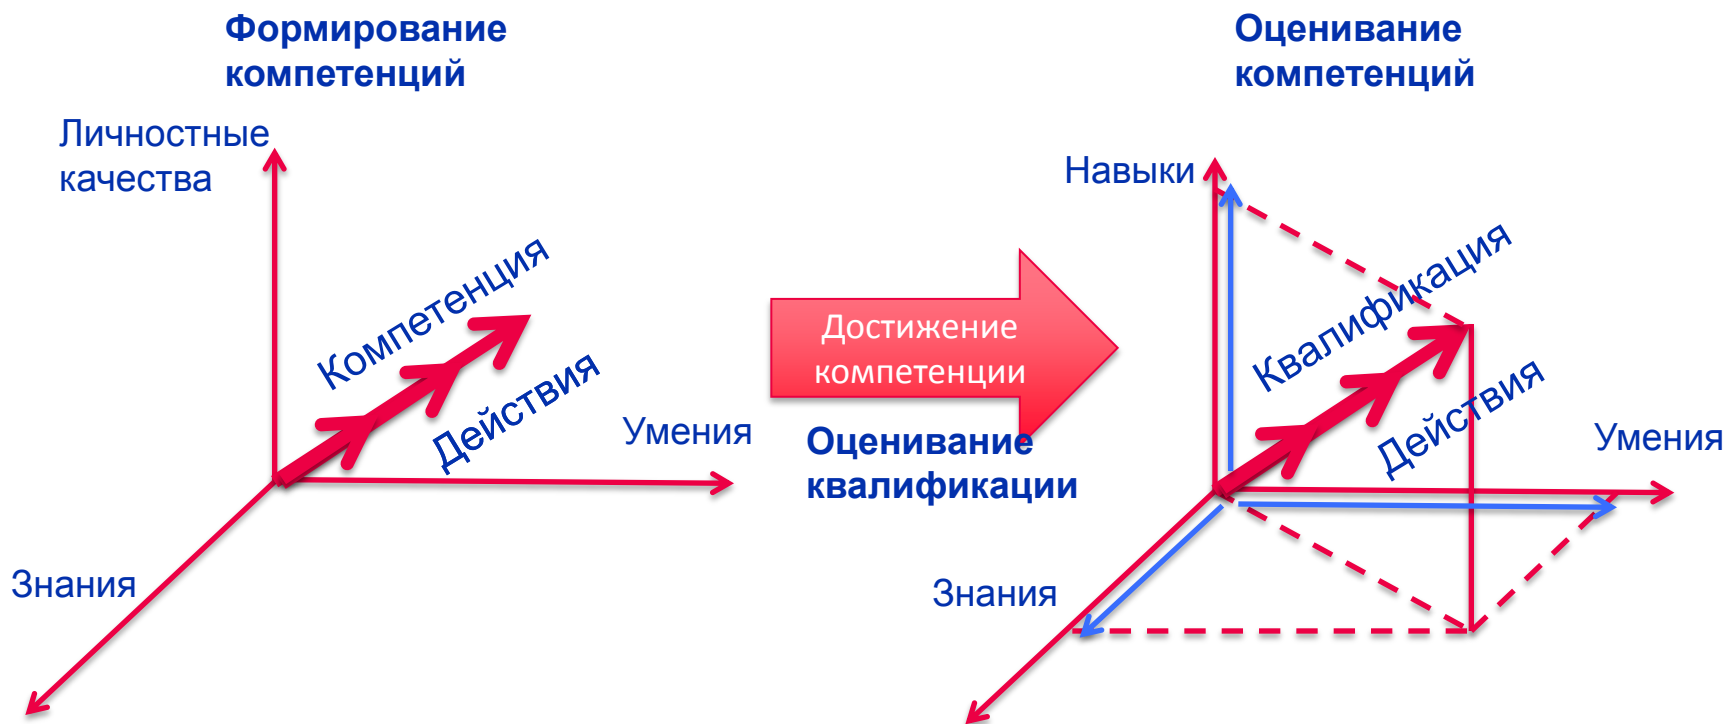 Формирование
компетенций
Личностные
качества
Компетенция
Действия
Умения
Знания
Достижение
компетенции
Оценивание
квалификации
Оценивание
компетенций
Навыки
Квалификация
Действия
Умения
Знания